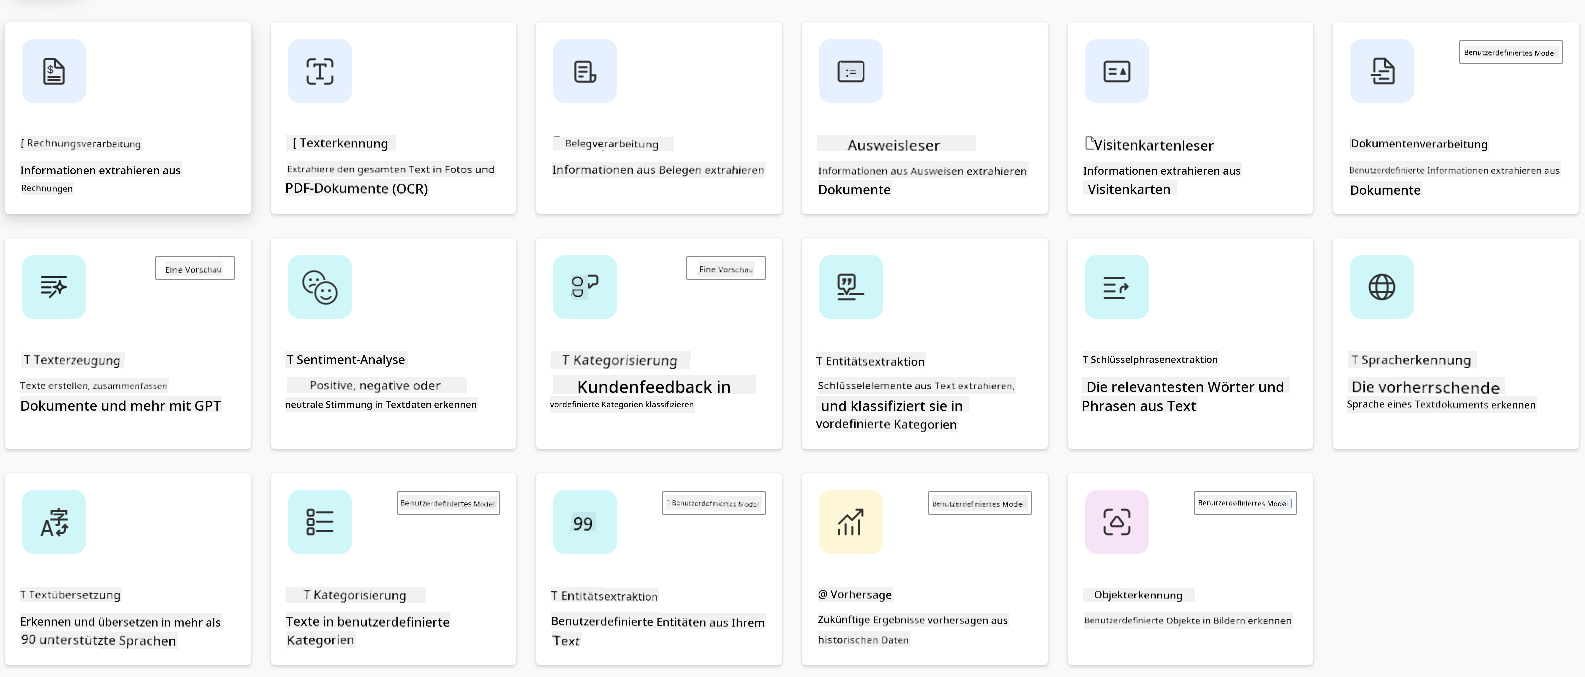 [ Rechnungsverarbeitung
Informationen extrahieren aus
Rechnungen
[ Texterkennung
Extrahiere den gesamten Text in Fotos und
PDF-Dokumente (OCR)
Belegverarbeitung
Informationen aus Belegen extrahieren
Ausweisleser
Informationen aus Ausweisen extrahieren
Dokumente
Visitenkartenleser
Informationen extrahieren aus
Visitenkarten
Benutzerdefiniertes Mode
Dokumentenverarbeitung
Benutzerdefinierte Informationen extrahieren aus
Dokumente
Eine Vorschau
T Texterzeugung
Texte erstellen, zusammenfassen
Dokumente und mehr mit GPT
T Sentiment-Analyse
Positive, negative oder
neutrale Stimmung in Textdaten erkennen
Eine Vorschau
T Kategorisierung
Kundenfeedback in
vordefinierte Kategorien klassifizieren
T Entitätsextraktion
Schlüsselelemente aus Text extrahieren,
und klassifiziert sie in
vordefinierte Kategorien
T Schlüsselphrasenextraktion
Die relevantesten Wörter und
Phrasen aus Text
T Spracherkennung
Die vorherrschende
Sprache eines Textdokuments erkennen
T Textübersetzung
Erkennen und übersetzen in mehr als
90 unterstützte Sprachen
Benutzerdefiniertes Model
T Kategorisierung
Texte in benutzerdefinierte
Kategorien
Benutzerdefiniertes Model
99
T Entitätsextraktion
Benutzerdefinierte Entitäten aus Ihrem
Text
Benutzerdefiniertes Mode
@ Vorhersage
Zukünftige Ergebnisse vorhersagen aus
historischen Daten
Benutzerdefiniertes Model
Objekterkennung
Benutzerdefinierte Objekte in Bildern erkennen